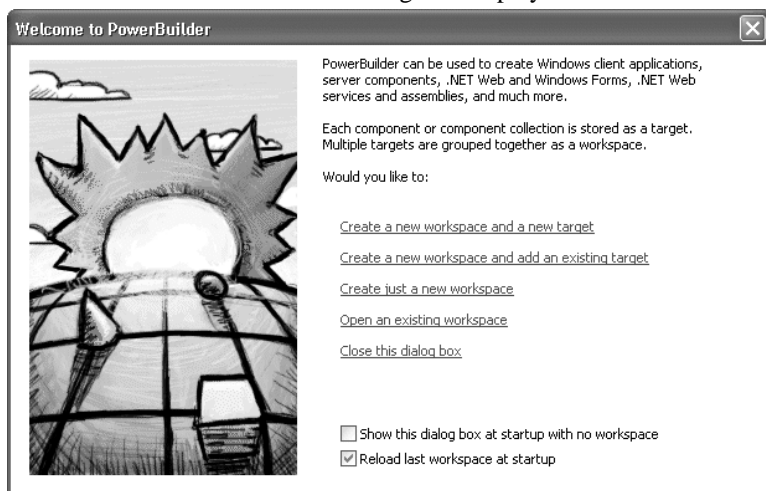 Welcome to PowerBuilder
PowerBuilder can be used to create Windows client applications,
server components, .NET Web and Windows Forms, .NET Web
services and assemblies, and much more.
Each component or component collection is stored as a target.
Multiple targets are grouped together as a workspace.
Would you like to:
Create a new workspace and a new target
Create a new workspace and add an existing target
Create just a new workspace
Open an existing workspace
Close this dialog box
Show this dialog box at startup with no workspace
Reload last workspace at startup